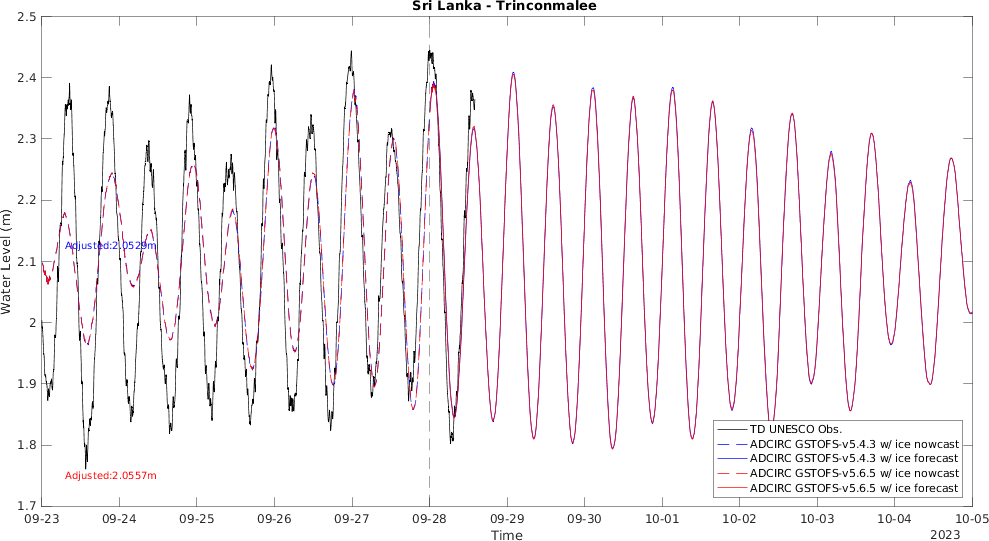 Sri Lanka - Trinconmalee
Water Level (m)
2.5
2.4
2.3
2.2
2.1
2
1.9
1.8
1.7
Adjusted:2.0529m
Adjusted:2.0557m
TD UNESCO Obs.
ADCIRC GSTOFS-v5.4.3 w/ ice nowcast
ADCIRC GSTOFS-v5.4.3 w/ ice forecast
ADCIRC GSTOFS-v5.6.5 w/ ice nowcast
ADCIRC GSTOFS-v5.6.5 w/ ice forecast
09-23 09-24 09-25 09-26 09-27 09-28 09-29 09-30 10-01 10-02 10-03 10-04 10-05
Time
2023